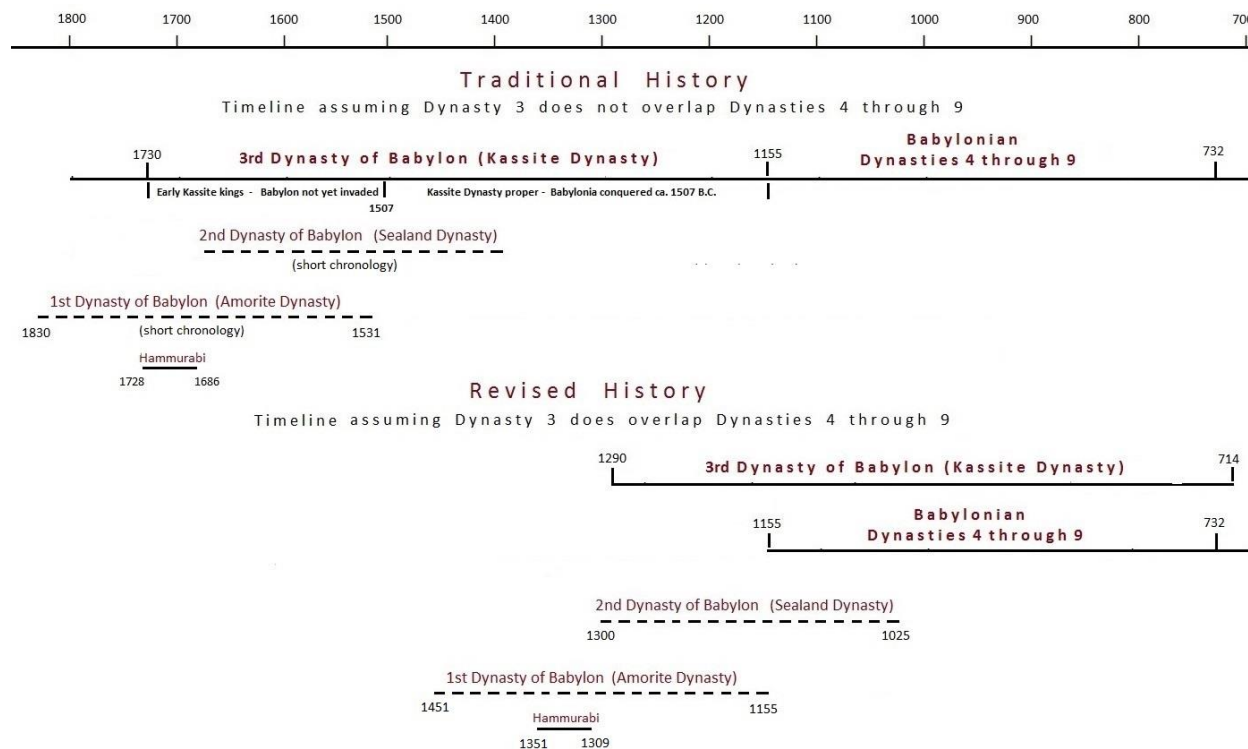 1800 1700 1600 1500 1400 1300 1200 1100 1000 900 800 700
Traditional History
Timeline assuming Dynasty 3 does not overlap Dynasties 4 through 9
1730 3rd Dynasty of Babylon (Kassite Dynasty) 1155 Babylonian 732
Dynasties 4 through 9
Early Kassite kings - Babylon not yet invaded Kassite Dynasty proper - Babylonia conquered ca. 1507 B.C.
1507
2nd Dynasty of Babylon (Sealand Dynasty)
(short chronology)
1st Dynasty of Babylon (Amorite Dynasty)
1830 (short chronology) 1531
Hammurabi
1728 1686
Revised History
Timeline assuming Dynasty 3 does overlap Dynasties 4 through 9
1290 3rd Dynasty of Babylon (Kassite Dynasty) 714
1155 Babylonian 732
Dynasties 4 through 9
2nd Dynasty of Babylon (Sealand Dynasty)
1300 1025
1st Dynasty of Babylon (Amorite Dynasty)
1451 1155
Hammurabi
1351 1309